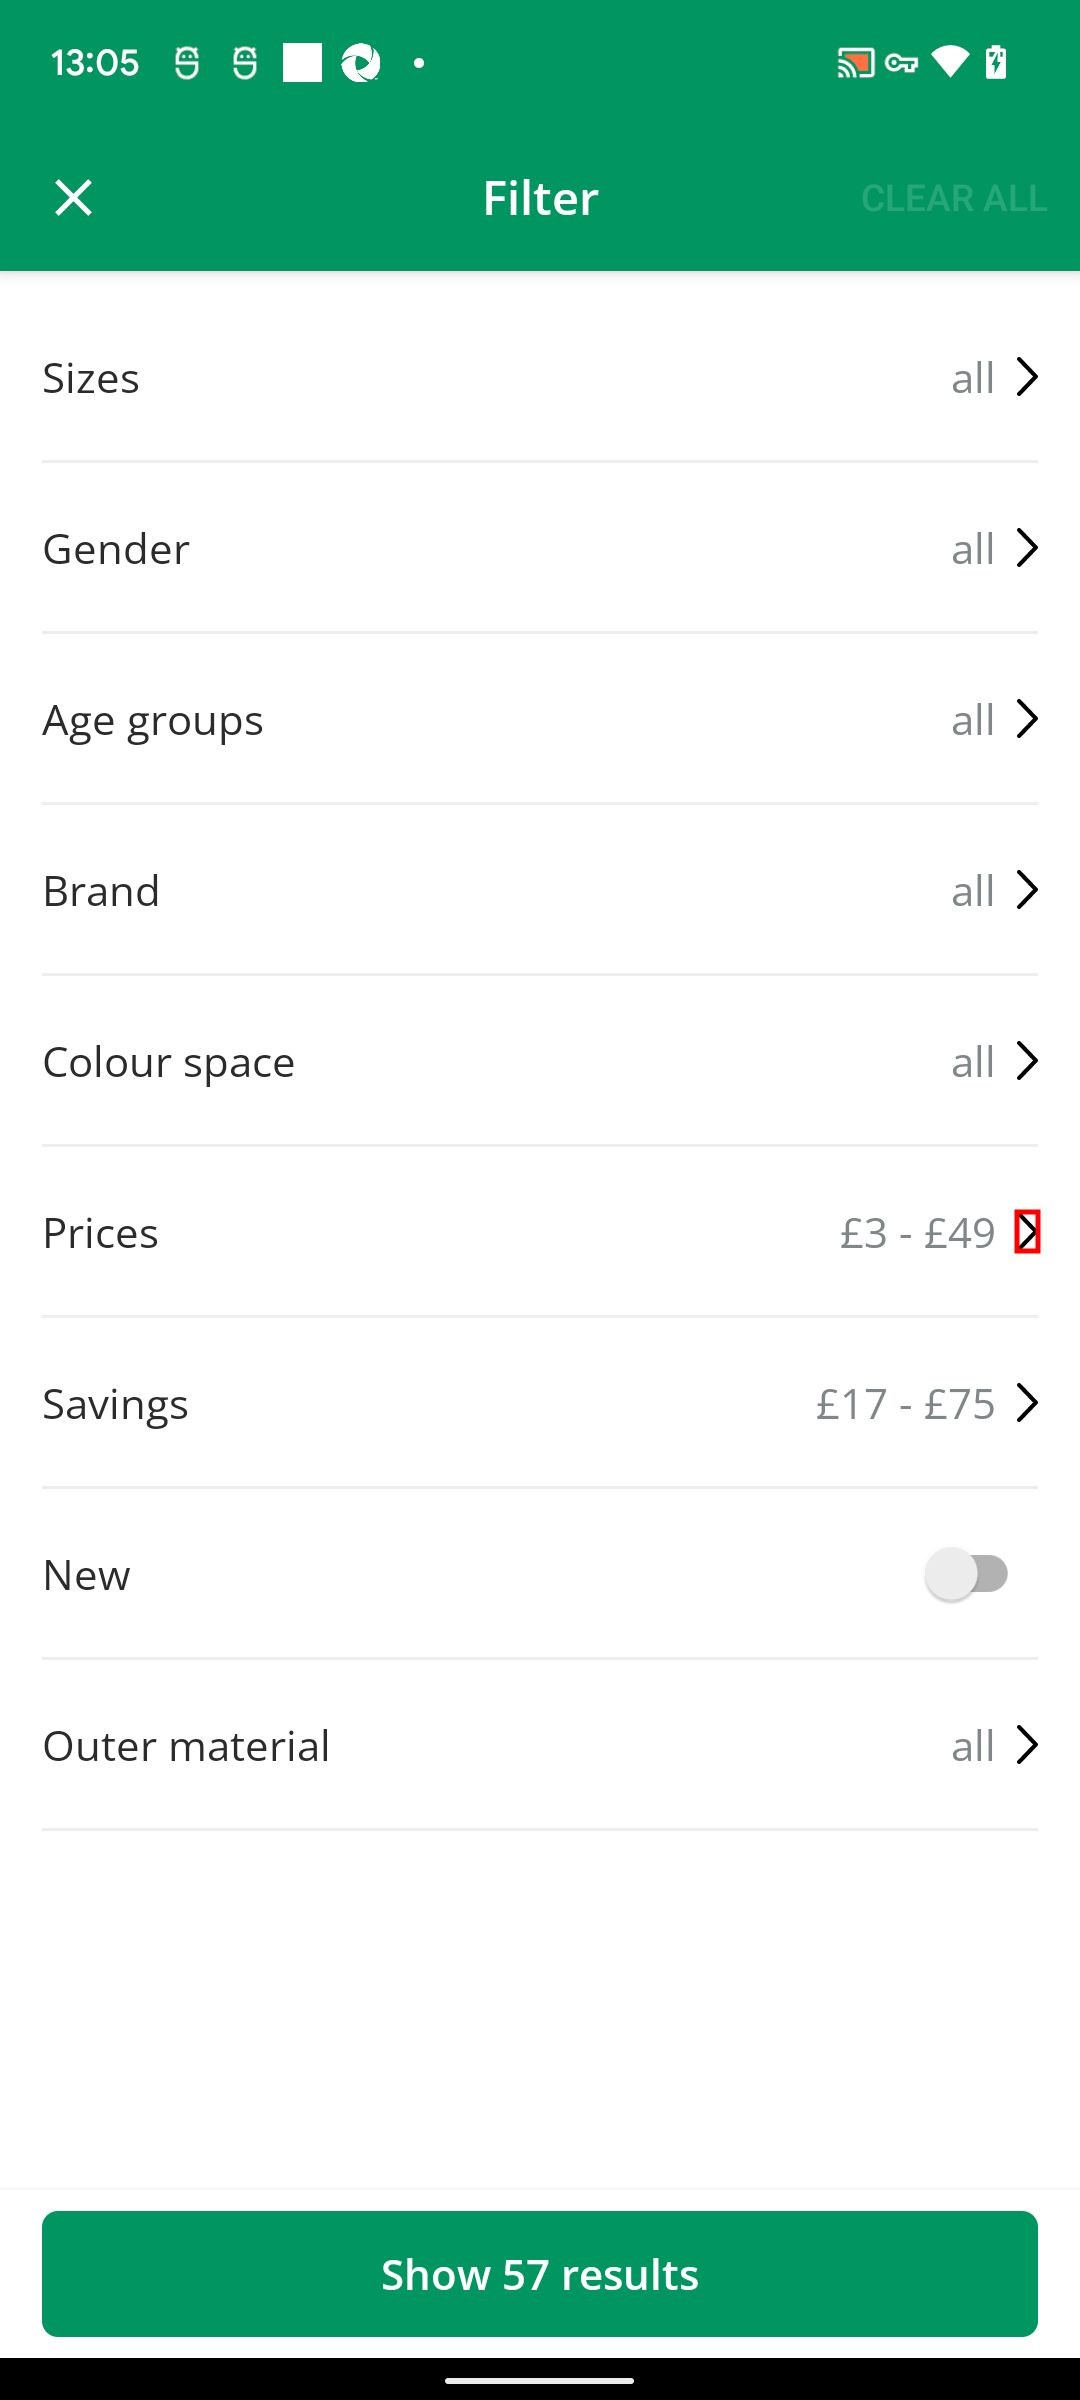 13:05
Filter
CLEAR ALL
Sizes all
Gender all
Age groups all
Brand all
Colour space all
Prices £3 - £49
Savings £17 - £75
New
Outer material all
Show 57 results